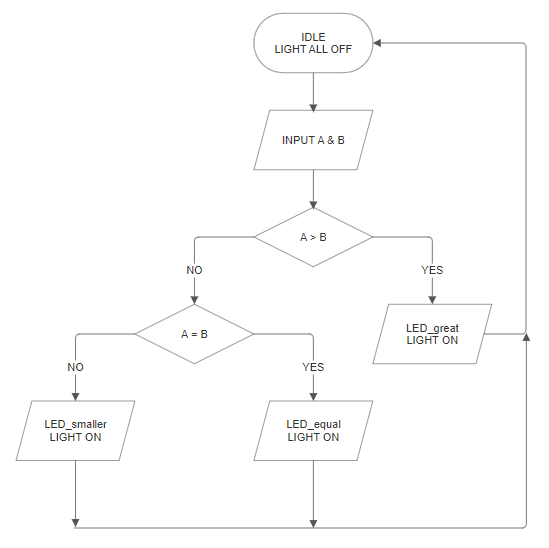 IDLE
LIGHT ALL OFF
INPUT A & B
A > B
NO
YES
A = B
LED_great
LIGHT ON
NO
YES
LED_smaller
LIGHT ON
LED_equal
LIGHT ON